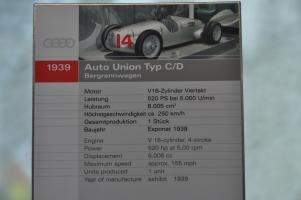 14
Audi
1939
Auto Union Typ C/D
Bergrennwagen
Motor V16-Zylinder Viertakt
Leistung 520 PS bei 5.000 U/min
Hubraum 6.005 cm³
Höchstgeschwindigkeit ca. 250 km/h
Gesamtproduktion 1 Stück
Baujahr Exponat 1939
Engine V 16-cylinder, 4-stroke
Power 520 hp at 5,00 rpm
Displacement 6,005 cc
Maximum speed approx. 155 mph
Units produced 1 unit
Year of manufacture exhibit 1939